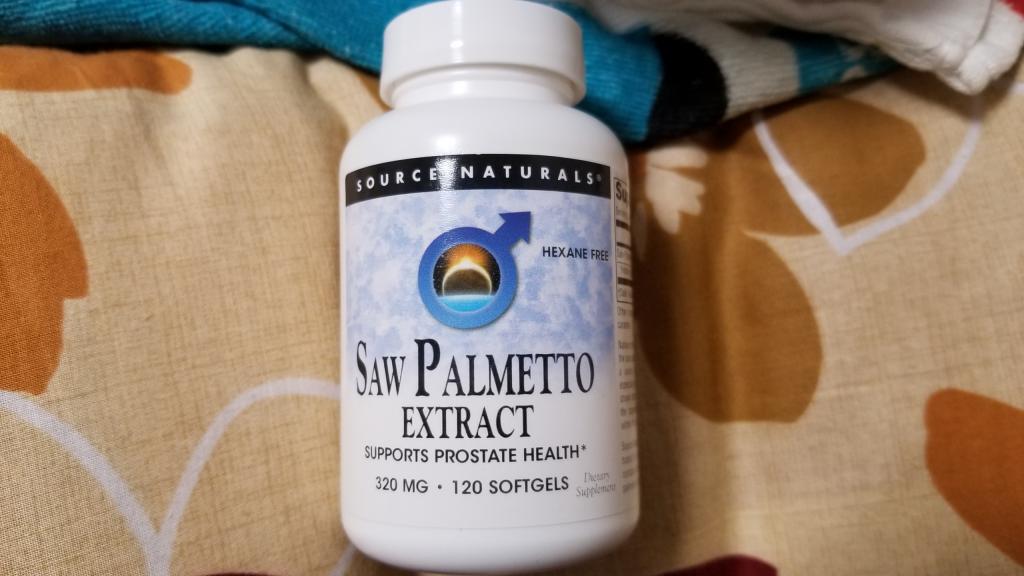 SOURCE NATURALS®
HEXANE FREE
SAW PALMETTO
EXTRACT
SUPPORTS PROSTATE HEALTH*
320 MG • 120 SOFTGELS
Dietary
Supplement